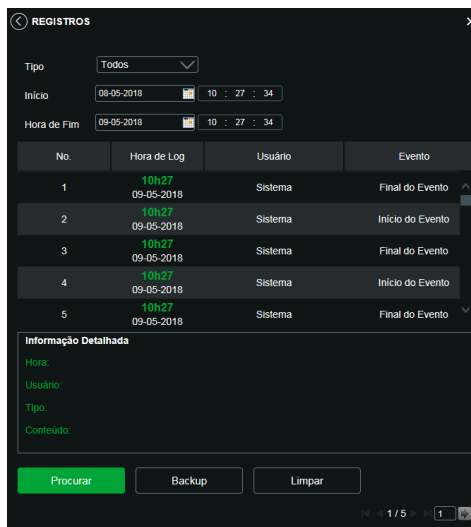 REGISTROS
Tipo Todos
Início 08-05-2018 10 : 27 : 34
Hora de Fim 09-05-2018 10 : 27 : 34
No. Hora de Log Usuário Evento
1 10h27 09-05-2018 Sistema Final do Evento
2 10h27 09-05-2018 Sistema Início do Evento
3 10h27 09-05-2018 Sistema Final do Evento
4 10h27 09-05-2018 Sistema Início do Evento
5 10h27 09-05-2018 Sistema Final do Evento
Informação Detalhada
Hora:
Usuário:
Tipo:
Conteúdo:
Procurar Backup Limpar
1 / 5 1